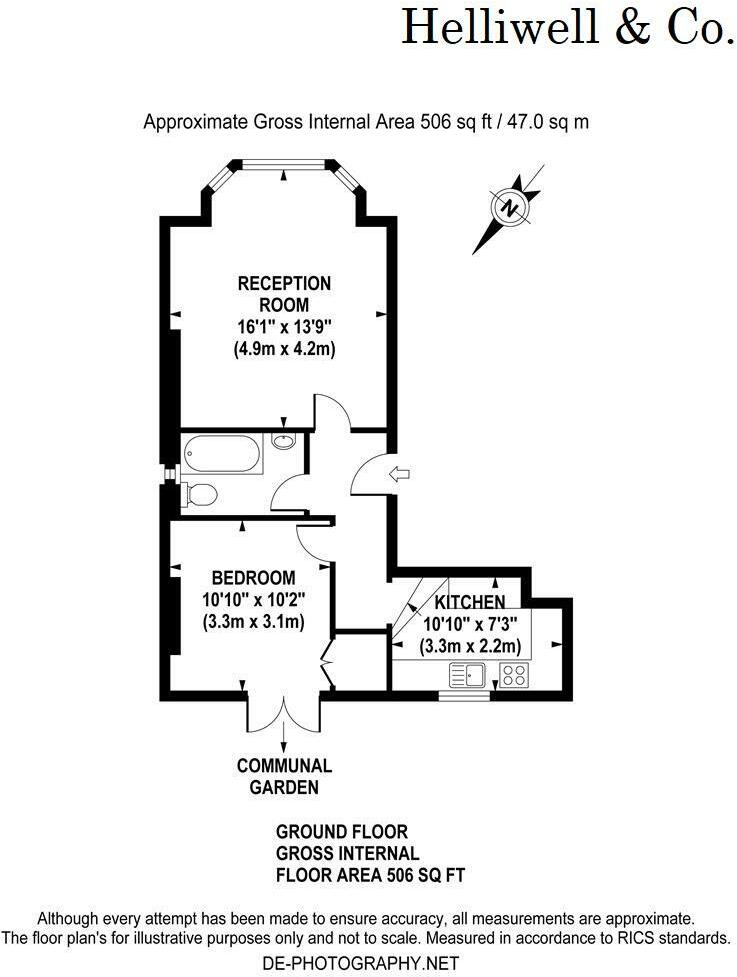 Helliwell & Co.
Approximate Gross Internal Area 506 sq ft / 47.0 sq m
N
RECEPTION
ROOM
16'1" x 13'9"
(4.9m x 4.2m)
BEDROOM
10'10" x 10'2"
(3.3m x 3.1m)
KITCHEN
10'10" x 7'3"
(3.3m x 2.2m)
COMMUNAL
GARDEN
GROUND FLOOR
GROSS INTERNAL
FLOOR AREA 506 SQ FT
Although every attempt has been made to ensure accuracy, all measurements are approximate.
The floor plan's for illustrative purposes only and not to scale. Measured in accordance to RICS standards.
DE-PHOTOGRAPHY.NET